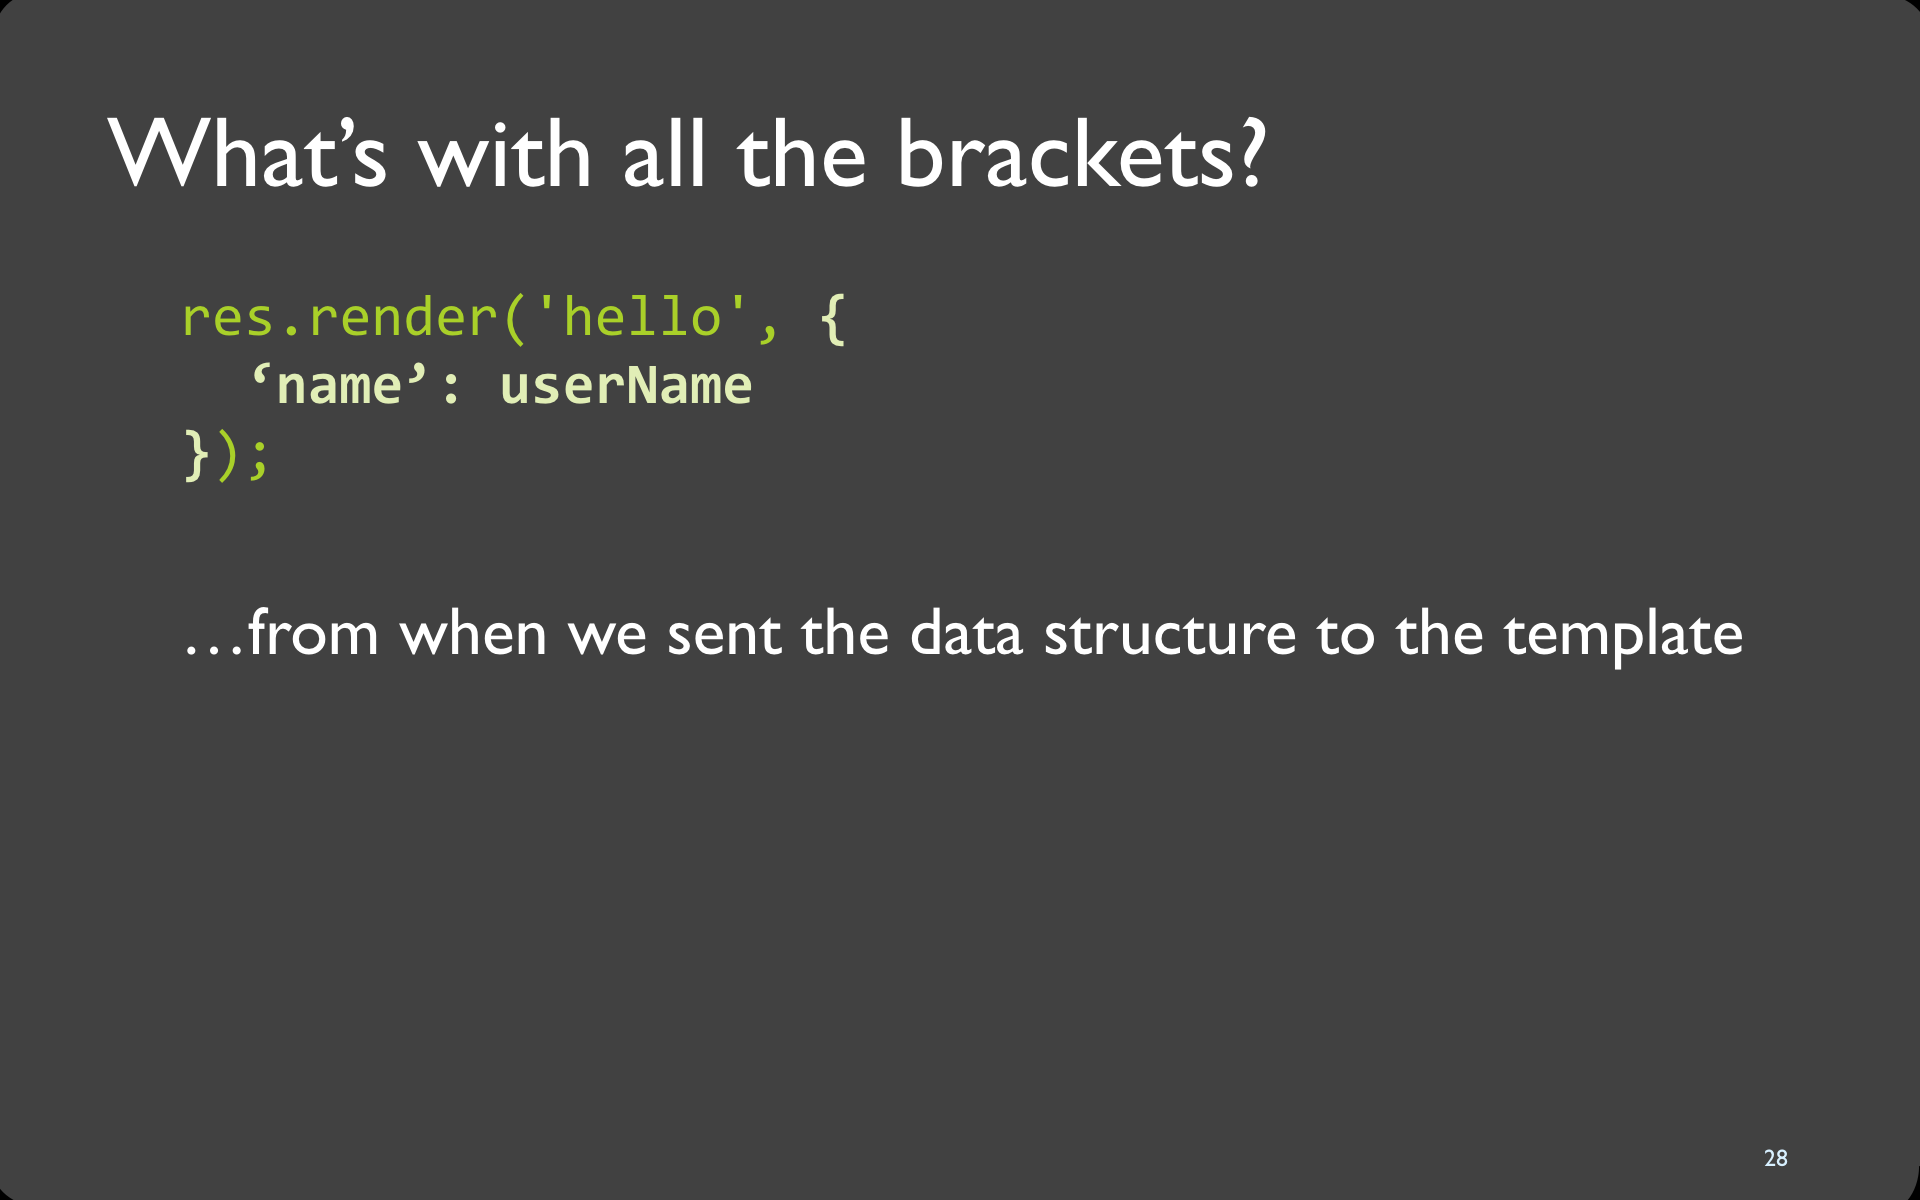 What’s with all the brackets?
res.render('hello', {
‘name’: userName
});
…from when we sent the data structure to the template
28